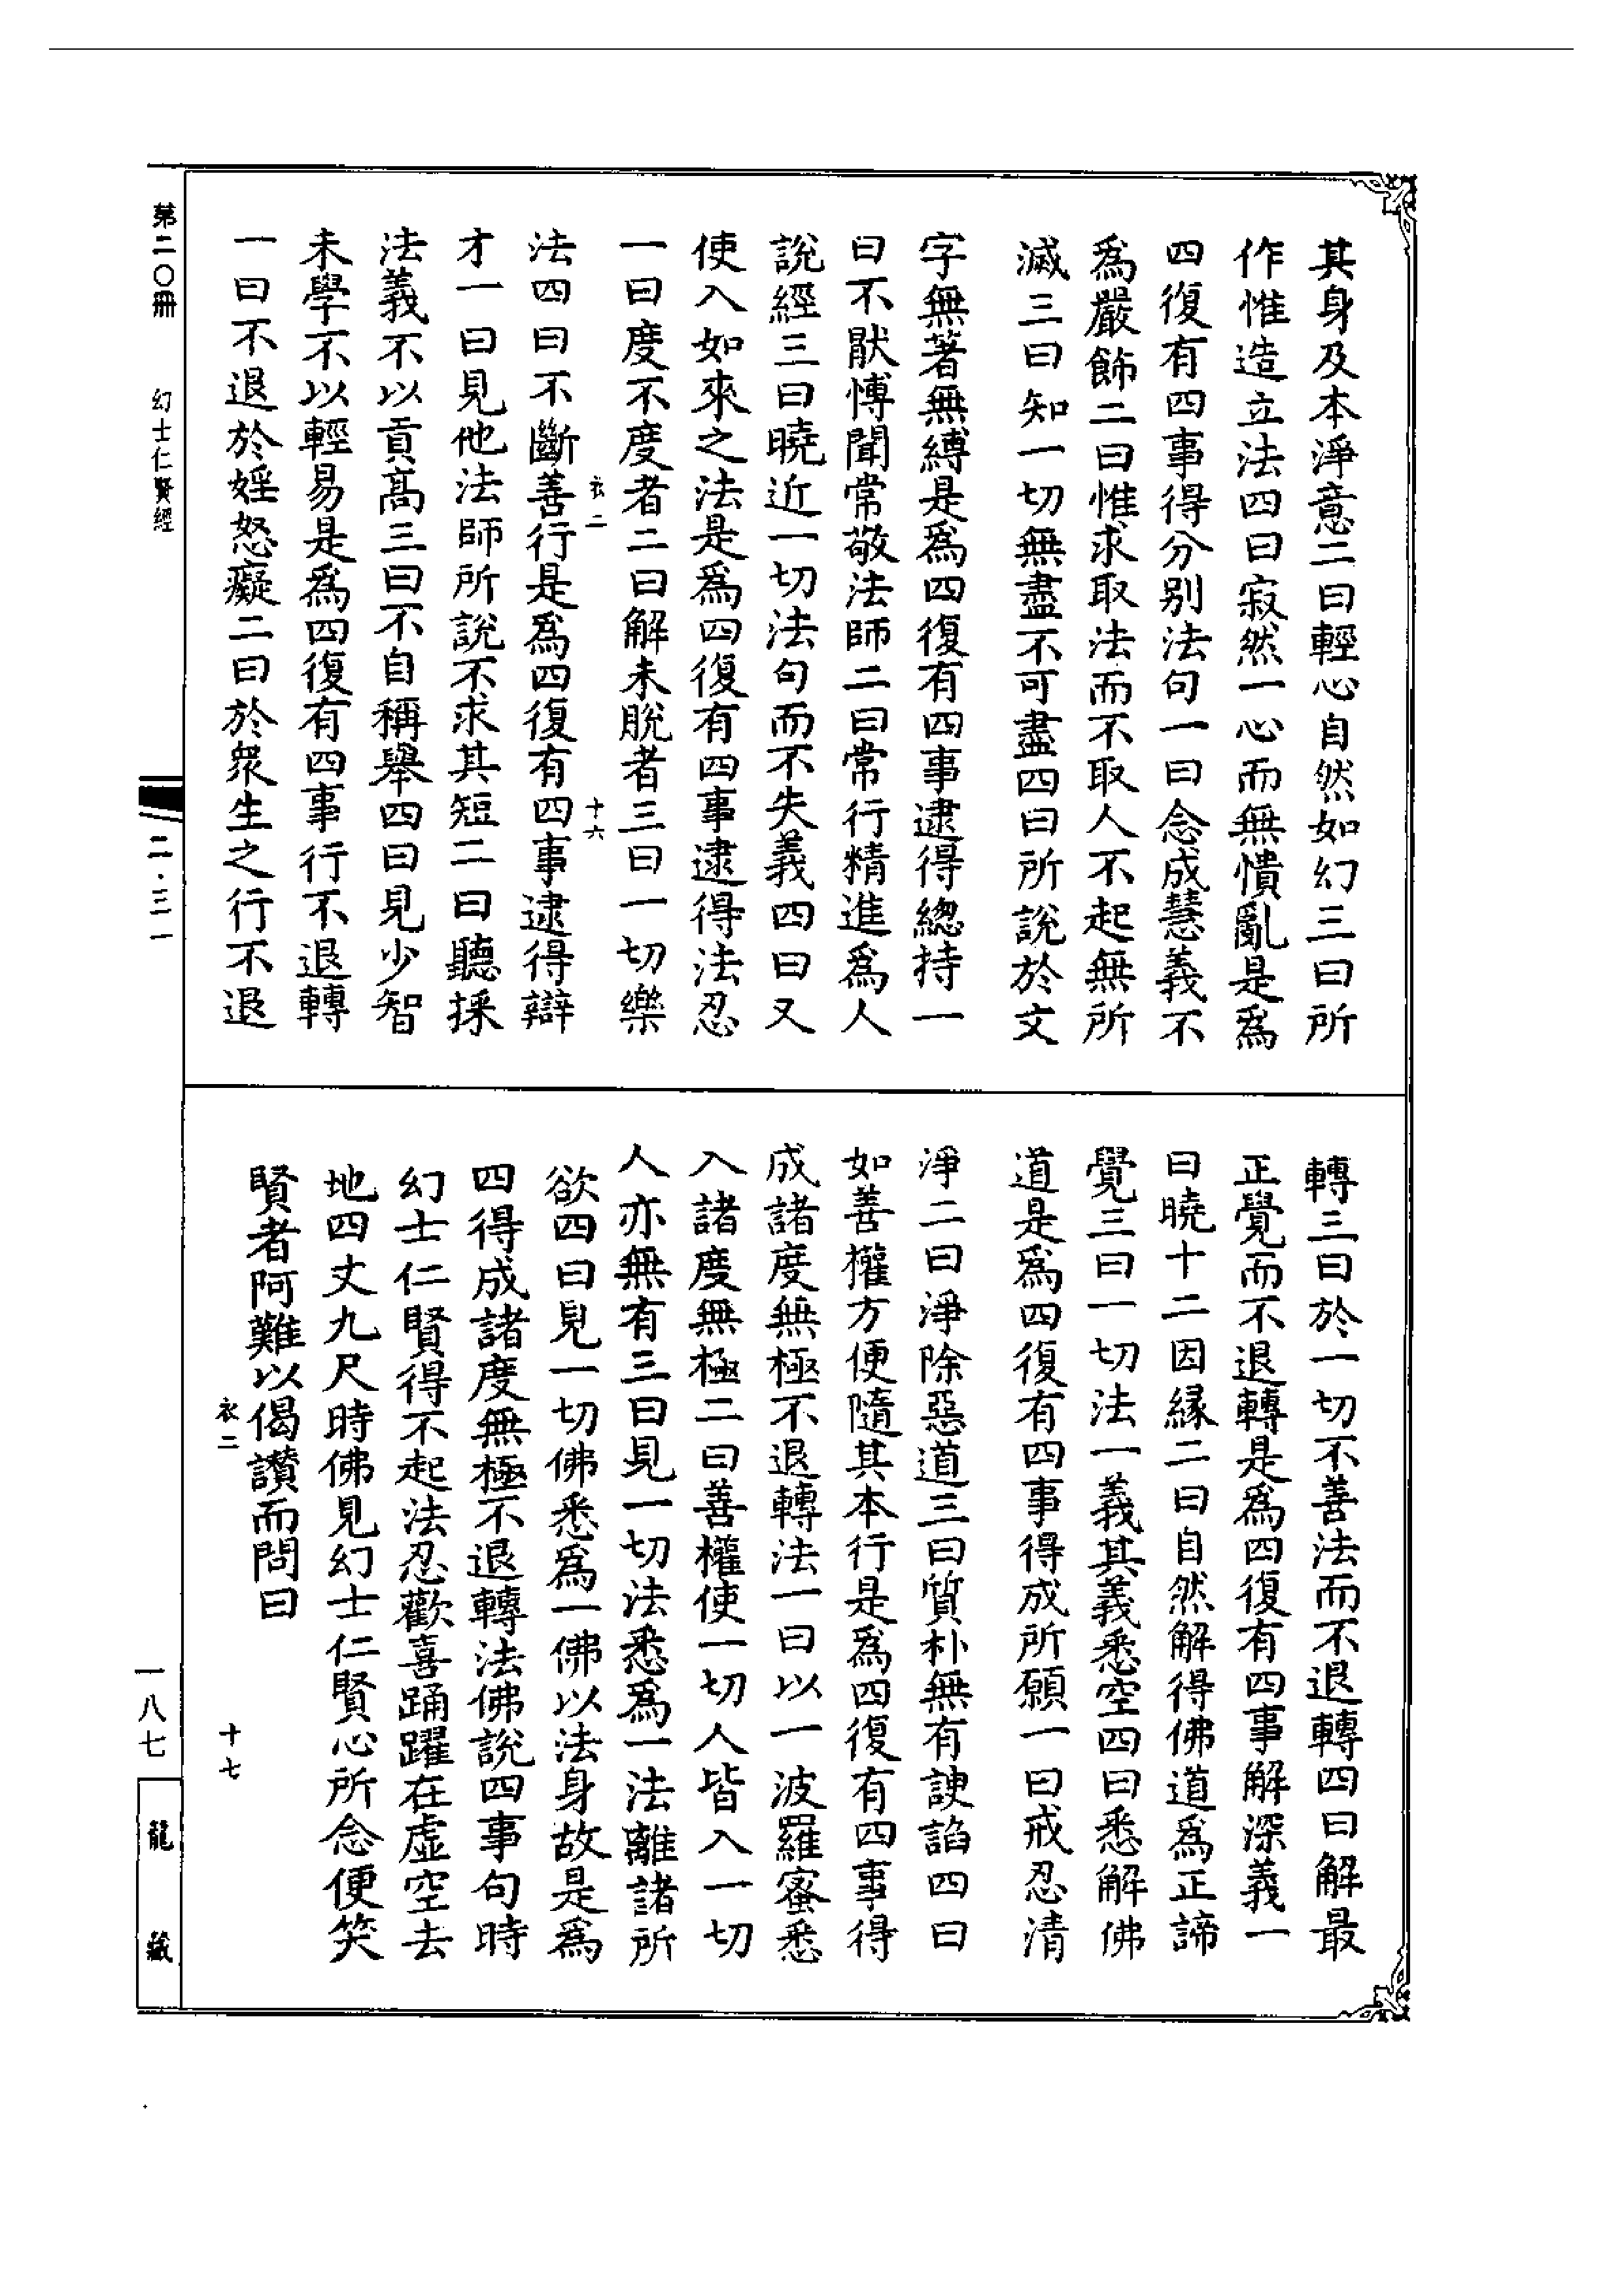 其身及本淨意二曰輕心自然如幻三曰所
作惟造立法四曰寂然一心而無憒亂是爲
四復有四事得分别法句一曰念成慧義不
爲嚴飾二曰惟求取法而不取人不起無所
滅三曰知一切無盡不可盡四曰所說於文
字無著無縛是爲四復有四事逮得緫持一
曰不猒愽聞常敬法師二曰常行精進爲人
說經三曰曉近一切法句而不失義四曰又
使入如來之法是爲四復有四事逮得法忍
一曰度不度者二曰解未脫者三曰一切樂
衣二
十六
法四曰不斷善行是爲四復有四事逮得辯
才一曰見他法師所說不求其短二曰聽採
法義不以貢高三曰不自稱舉四曰見少智
未學不以輕易是爲四復有四事行不退轉
一曰不退於婬怒癡二曰於衆生之行不退
轉三曰於一切不善法而不退轉四曰解最
正覺而不退轉是爲四復有四事解深義一
曰曉十二因緣二曰自然解得佛道爲正諦
覺三曰一切法一義其義悉空四曰悉解佛
道是爲四復有四事得成所願一曰戒忍清
淨二曰淨除惡道三曰質朴無有諛諂四曰
如善權方便隨其本行是爲四復有四事得
成諸度無極不退轉法一曰以一波羅蜜悉
入諸度無極二曰善權使一切人皆入一切
人亦無有三曰見一切法悉爲一法離諸所
欲四曰見一切佛悉爲一佛以法身故是爲
四得成諸度無極不退轉法佛說四事句時
幻士仁賢得不起法忍歡喜踊躍在虛空去
地四丈九尺時佛見幻士仁賢心所念便笑
賢者阿難以偈讚而問曰
衣二
十七
第二〇冊
幻士仁賢經
二·三一
一八七
龍藏